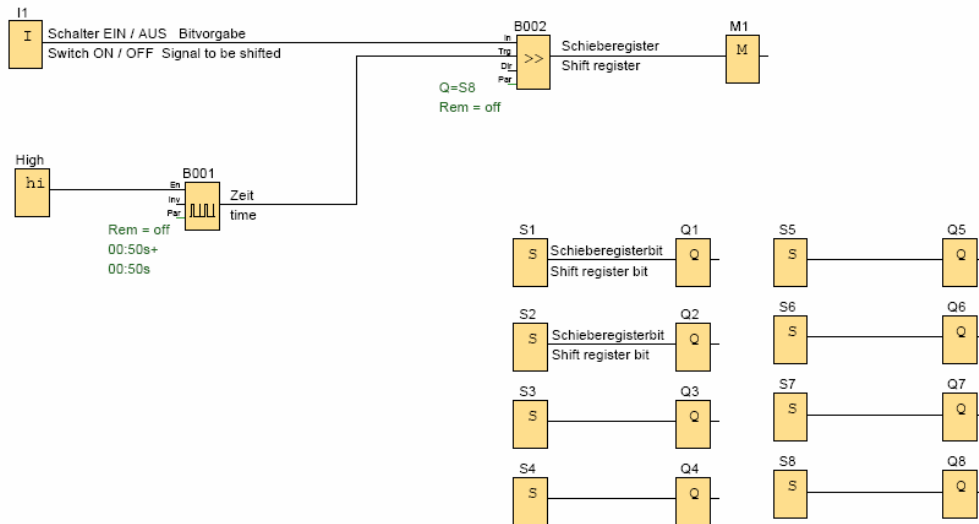 I1
I
Schalter EIN / AUS Bitvorgabe
Switch ON / OFF Signal to be shifted
B002
In
Trg
Dir
Par
>>
Q=S8
Rem = off
Schieberegister
Shift register
M1
M
High
hi
B001
En
Inv
Par
Zeit
time
Rem = off
00:50s+
00:50s
S1
S
Schieberegisterbit
Shift register bit
Q1
Q
S5
S
Q5
Q
S2
S
Schieberegisterbit
Shift register bit
Q2
Q
S6
S
Q6
Q
S3
S
Q3
Q
S7
S
Q7
Q
S4
S
Q4
Q
S8
S
Q8
Q